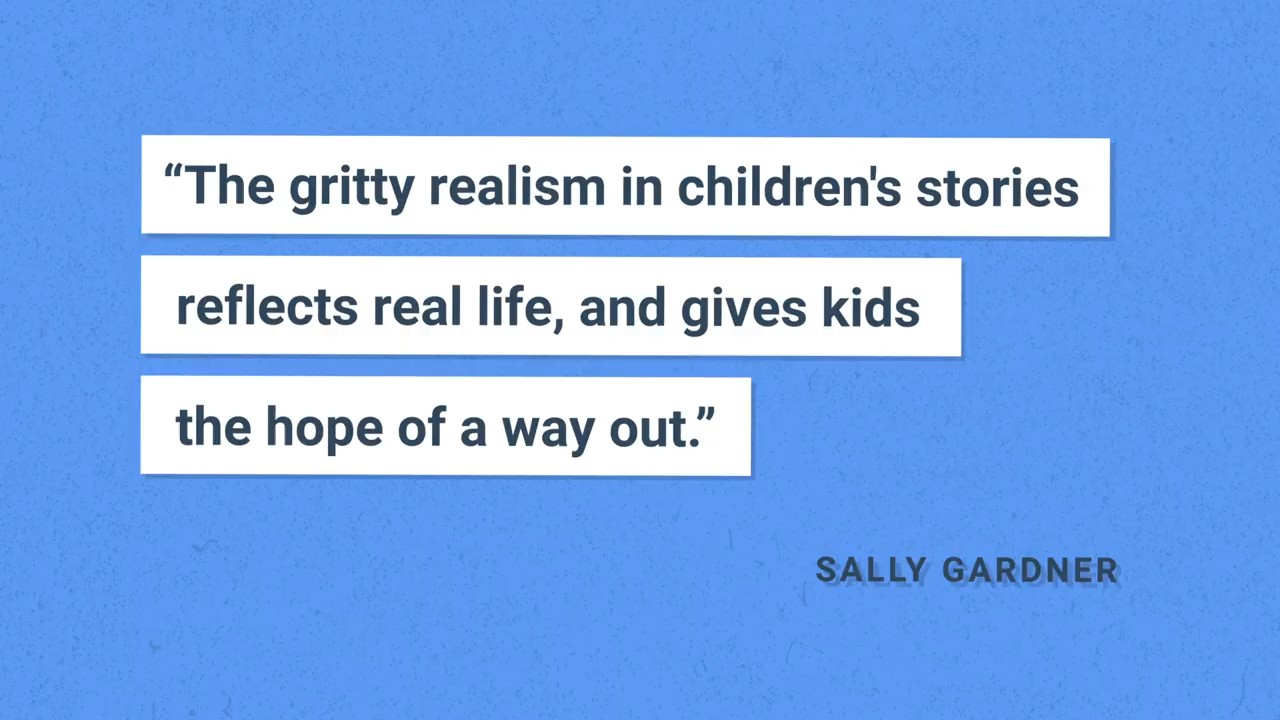 “The gritty realism in children's stories
reflects real life, and gives kids
the hope of a way out.”
SALLY GARDNER